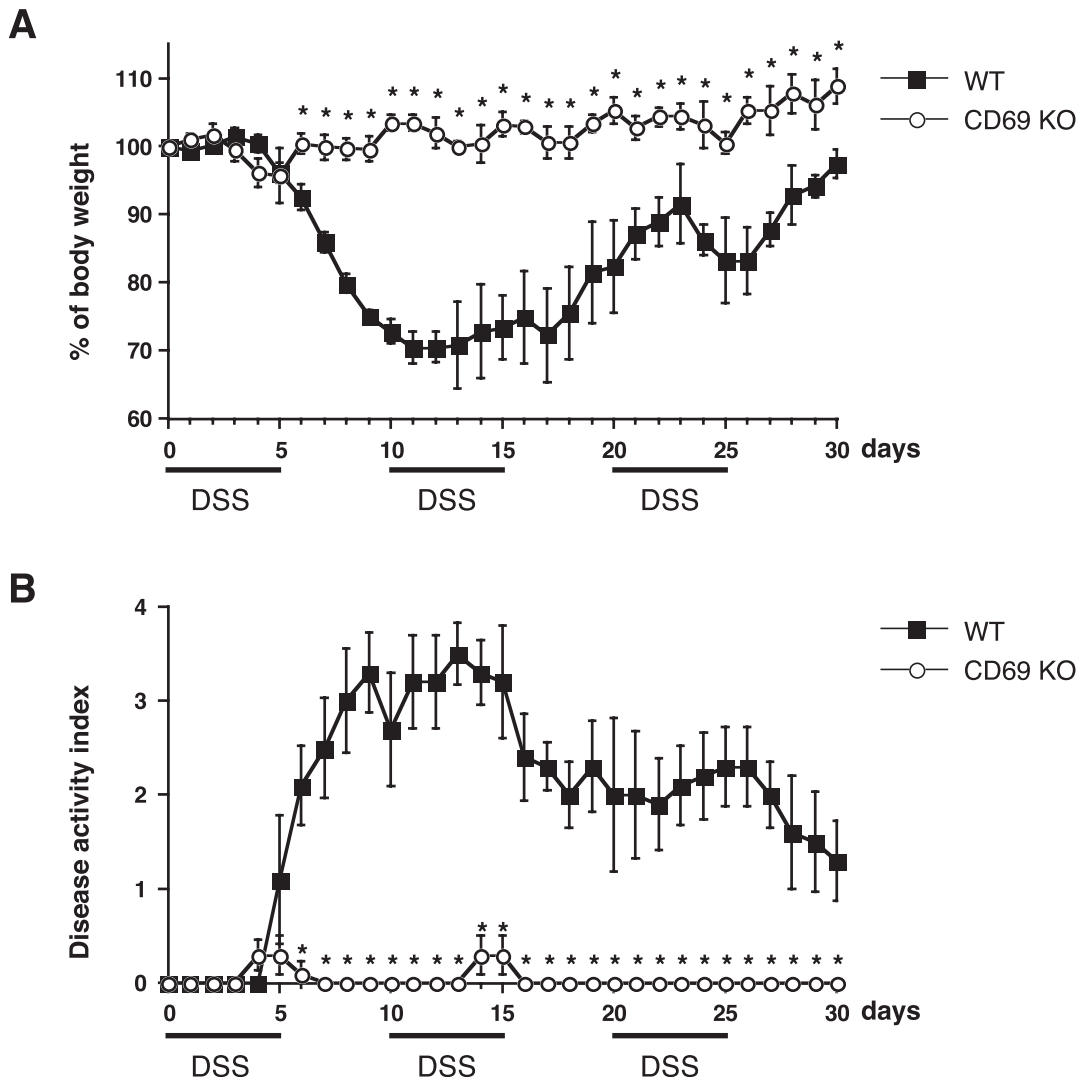 A
% of body weight
110
100
90
80
70
60
* * * * * * * * * * * * * * * * * * * * * * * * *
WT
CD69 KO
0 5 10 15 20 25 30 days
DSS DSS DSS
B
Disease activity index
4
3
2
1
0
* * * * * * * * * * * * * * * * * * * * * * * * *
WT
CD69 KO
0 5 10 15 20 25 30 days
DSS DSS DSS